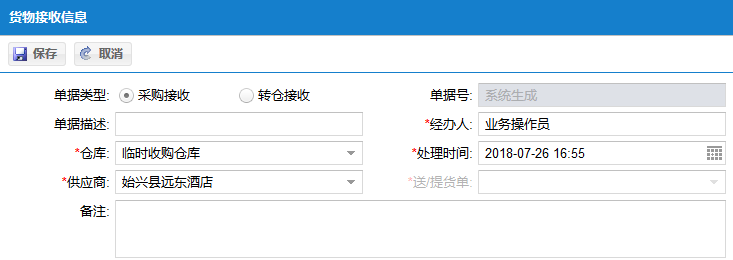 货物接收信息
保存 取消
单据类型: 采购接收 转仓接收 单据号: 系统生成
单据描述: *经办人: 业务操作员
*仓库: 临时收购仓库 *处理时间: 2018-07-26 16:55
*供应商: 始兴县远东酒店 *送/提货单:
备注: